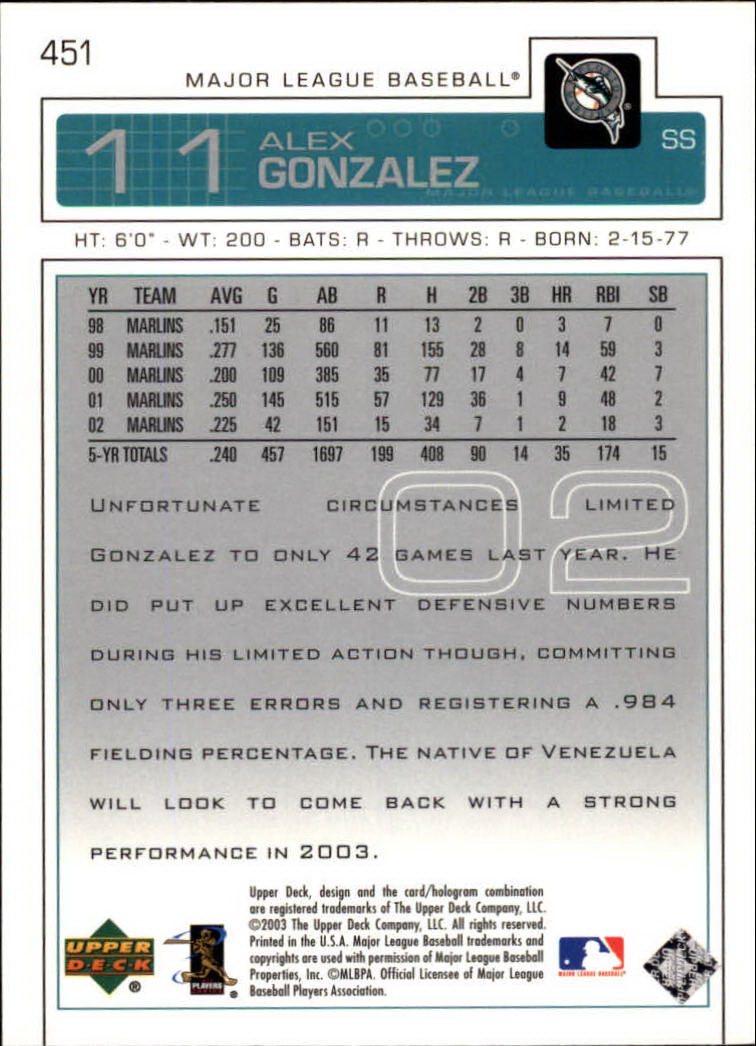 451
MAJOR LEAGUE BASEBALL®
11 ALEX
GONZALEZ
SS
MAJOR LEAGUE BASEBALL®
HT: 6'0" - WT: 200 - BATS: R - THROWS: R - BORN: 2-15-77
YR TEAM AVG G AB R H 2B 3B HR RBI SB
98 MARLINS .151 25 86 11 13 2 0 3 7 0
99 MARLINS .277 136 560 81 155 28 8 14 59 3
00 MARLINS .200 109 385 35 77 17 4 7 42 7
01 MARLINS .250 145 515 57 129 36 1 9 48 2
02 MARLINS .225 42 151 15 34 7 1 2 18 3
5-YR TOTALS .240 457 1697 199 408 90 14 35 174 15
02
UNFORTUNATE CIRCUMSTANCES LIMITED
GONZALEZ TO ONLY 42 GAMES LAST YEAR. HE
DID PUT UP EXCELLENT DEFENSIVE NUMBERS
DURING HIS LIMITED ACTION THOUGH, COMMITTING
ONLY THREE ERRORS AND REGISTERING A .984
FIELDING PERCENTAGE. THE NATIVE OF VENEZUELA
WILL LOOK TO COME BACK WITH A STRONG
PERFORMANCE IN 2003.
Upper Deck, design and the card/hologram combination
are registered trademarks of The Upper Deck Company, LLC.
©2003 The Upper Deck Company, LLC. All rights reserved.
Printed in the U.S.A. Major League Baseball trademarks and
copyrights are used with permission of Major League Baseball
Properties, Inc. ©MLBPA. Official Licensee of Major League
Baseball Players Association.
UPPER
DECK
®
PLAYERS
CHOICE
®
MAJOR LEAGUE BASEBALL®